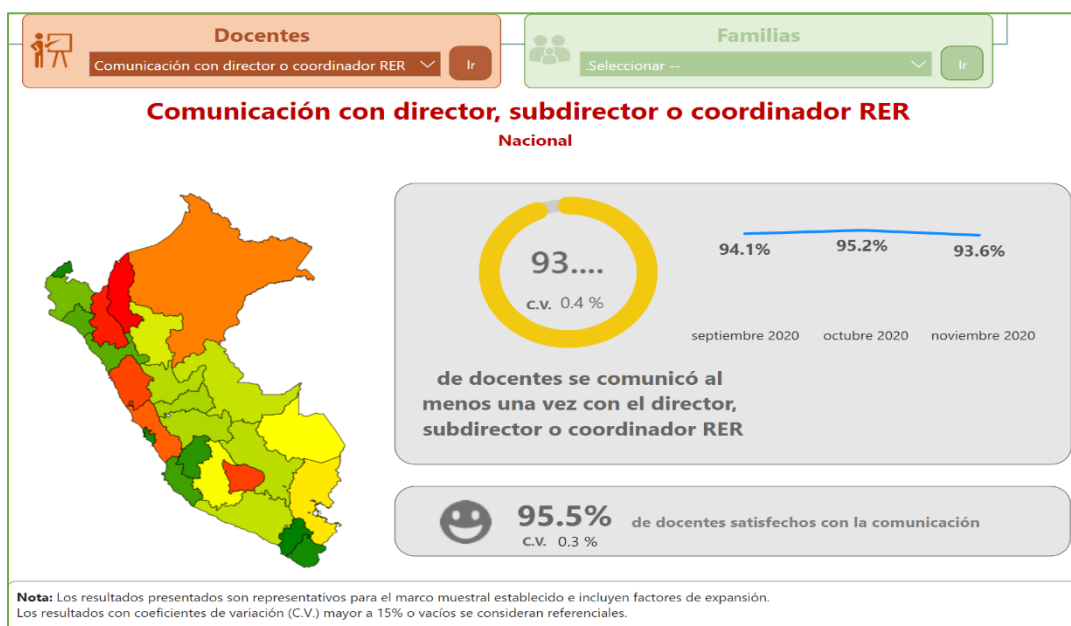 Docentes
Comunicación con director o coordinador RER
Ir
Familias
.Seleccionar --
Ir
Comunicación con director, subdirector o coordinador RER
Nacional
93....
C.V. 0.4 %
de docentes se comunicó al
menos una vez con el director,
subdirector o coordinador RER
94.1%
95.2%
93.6%
septiembre 2020
octubre 2020
noviembre 2020
95.5%
C.V. 0.3 %
de docentes satisfechos con la comunicación
Nota: Los resultados presentados son representativos para el marco muestral establecido e incluyen factores de expansión.
Los resultados con coeficientes de variación (C.V.) mayor a 15% o vacíos se consideran referenciales.